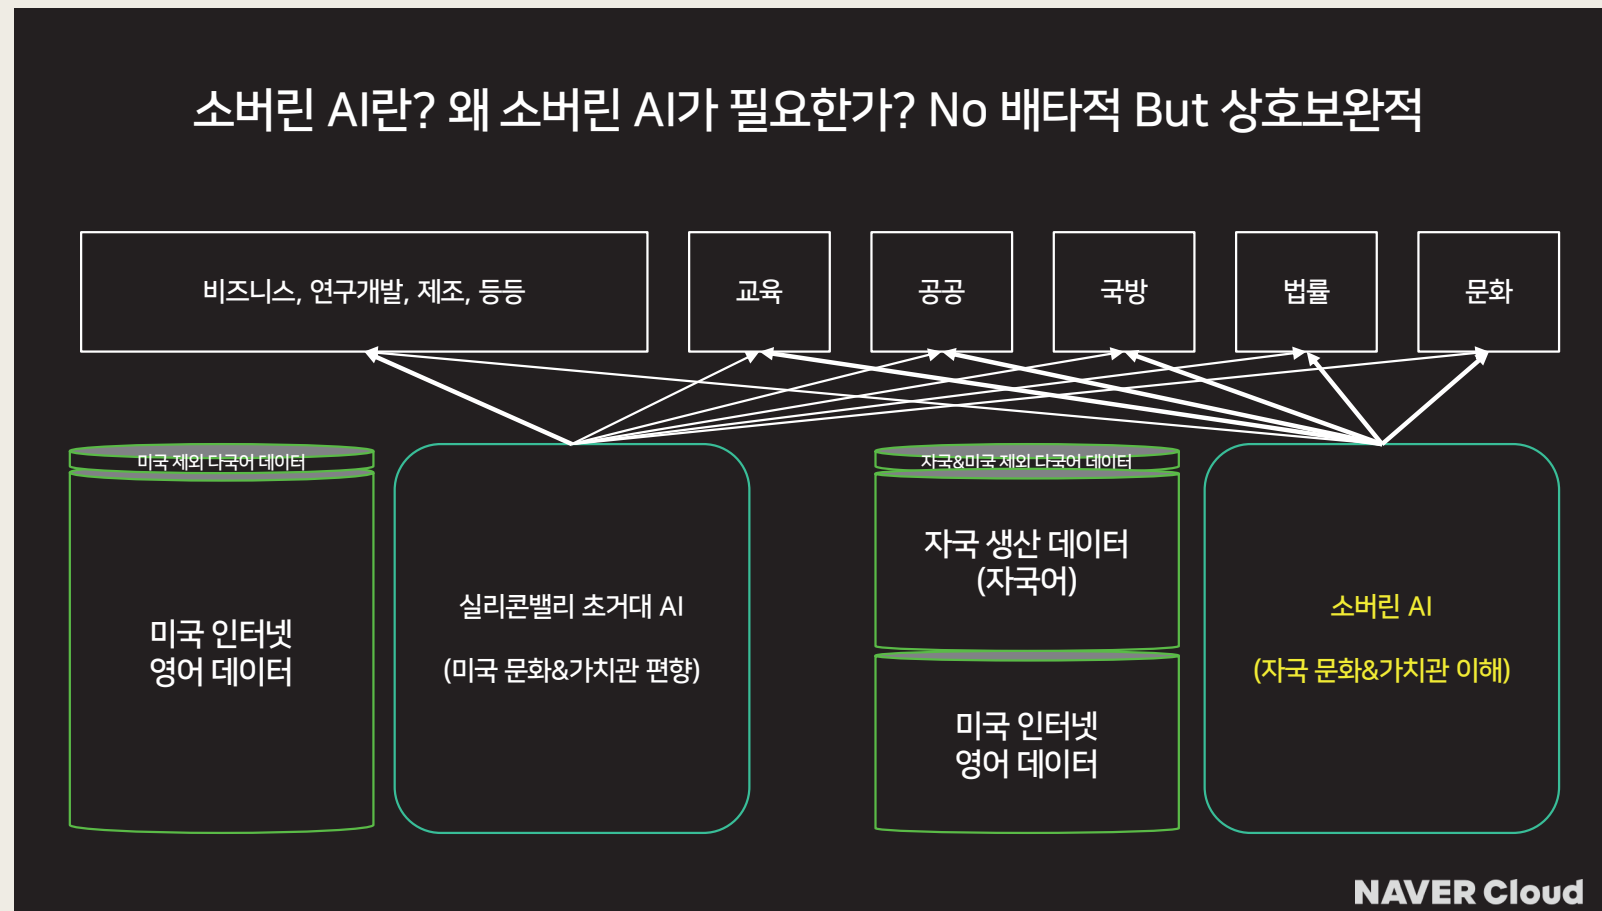 소버린 AI란? 왜 소버린 AI가 필요한가? No 배타적 But 상호보완적
비즈니스, 연구개발, 제조, 등등
교육
공공
국방
법률
문화
미국 제외 다국어 데이터
미국 인터넷
영어 데이터
실리콘밸리 초거대 AI
(미국 문화&가치관 편향)
자국&미국 제외 다국어 데이터
자국 생산 데이터
(자국어)
미국 인터넷
영어 데이터
소버린 AI
(자국 문화&가치관 이해)
NAVER Cloud